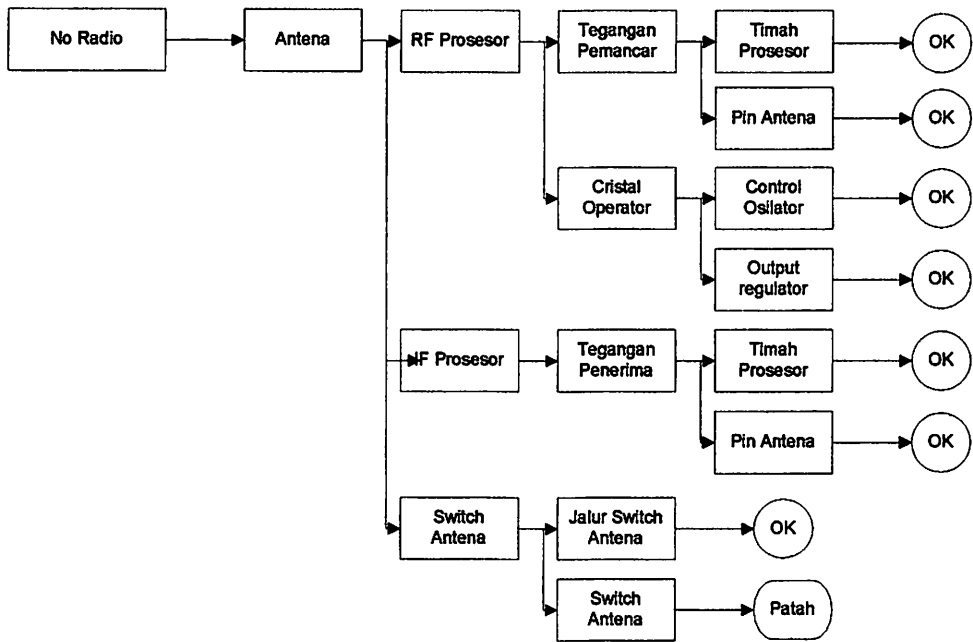 No Radio
Antena
RF Prosesor
Tegangan
Pemancar
Timah
Prosesor
OK
Pin Antena
OK
Cristal
Operator
Control
Osilator
OK
Output
regulator
OK
IF Prosesor
Tegangan
Penerima
Timah
Prosesor
OK
Pin Antena
OK
Switch
Antena
Jalur Switch
Antena
OK
Switch
Antena
Patah